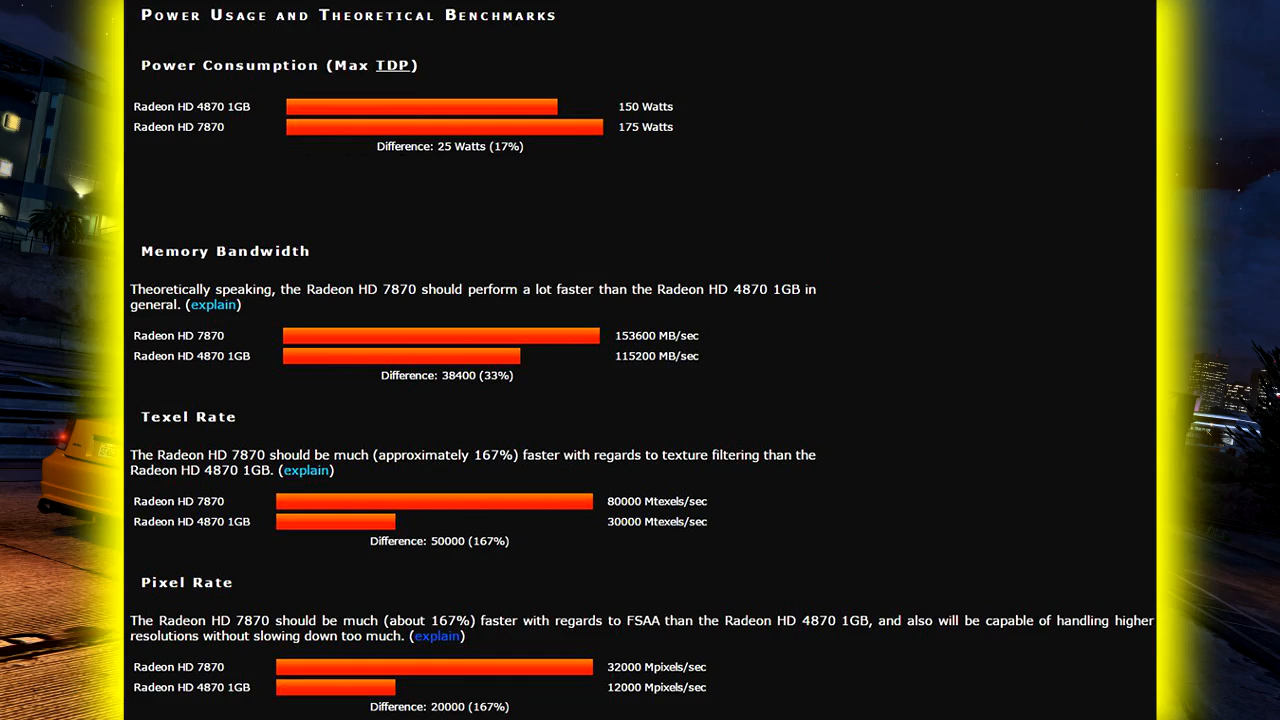 Power Usage and Theoretical Benchmarks
Power Consumption (Max TDP)
Radeon HD 4870 1GB 150 Watts
Radeon HD 7870 175 Watts
Difference: 25 Watts (17%)
Memory Bandwidth
Theoretically speaking, the Radeon HD 7870 should perform a lot faster than the Radeon HD 4870 1GB in
general. (explain)
Radeon HD 7870 153600 MB/sec
Radeon HD 4870 1GB 115200 MB/sec
Difference: 38400 (33%)
Texel Rate
The Radeon HD 7870 should be much (approximately 167%) faster with regards to texture filtering than the
Radeon HD 4870 1GB. (explain)
Radeon HD 7870 80000 Mtexels/sec
Radeon HD 4870 1GB 30000 Mtexels/sec
Difference: 50000 (167%)
Pixel Rate
The Radeon HD 7870 should be much (about 167%) faster with regards to FSAA than the Radeon HD 4870 1GB, and also will be capable of handling higher
resolutions without slowing down too much. (explain)
Radeon HD 7870 32000 Mpixels/sec
Radeon HD 4870 1GB 12000 Mpixels/sec
Difference: 20000 (167%)